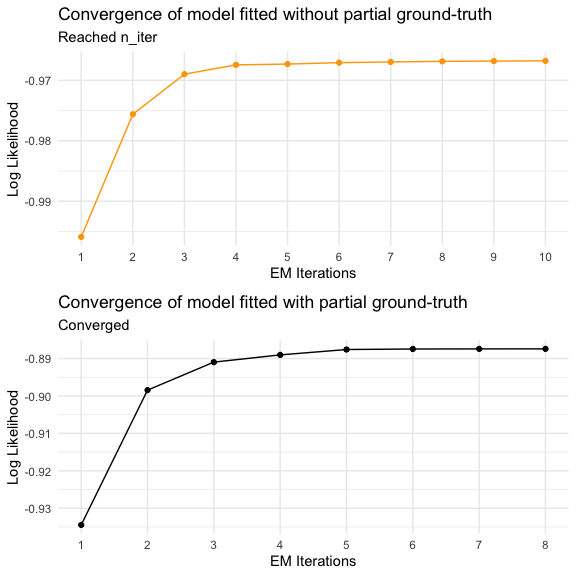 Convergence of model fitted without partial ground-truth
Reached n_iter
Log Likelihood
-0.97
-0.98
-0.99
1 2 3 4 5 6 7 8 9 10
EM Iterations
Convergence of model fitted with partial ground-truth
Converged
Log Likelihood
-0.89
-0.90
-0.91
-0.92
-0.93
1 2 3 4 5 6 7 8
EM Iterations